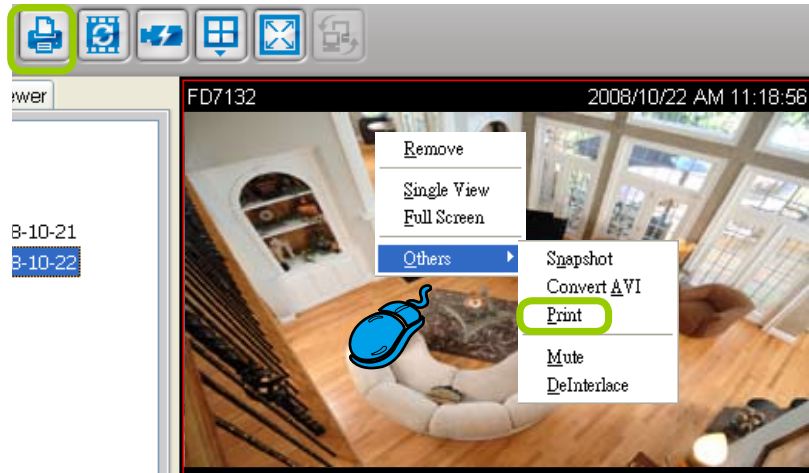 ewer
FD7132 2008/10/22 AM 11:18:56
Remove
Single View
Full Screen
8-10-21
8-10-22
Others
Snapshot
Convert AVI
Print
Mute
DeInterlace